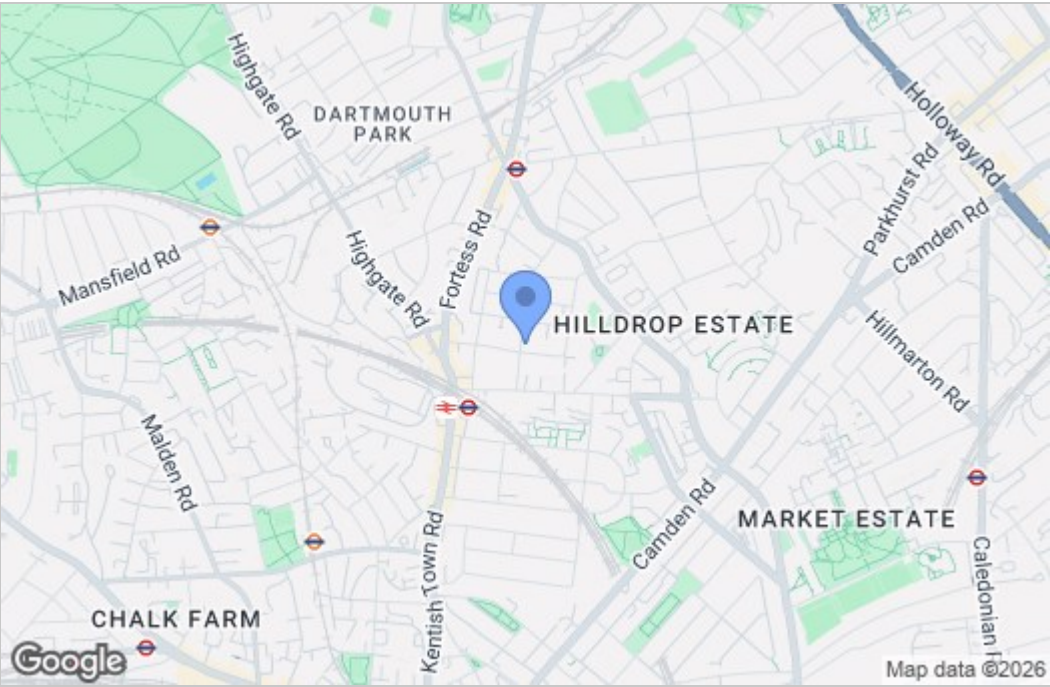 Highgate Rd
DARTMOUTH
PARK
Holloway Rd
Parkhurst Rd
Camden Rd
Fortess Rd
Highgate Rd
Mansfield Rd
HILLDROP ESTATE
Hillmarton Rd
Malden Rd
Camden Rd
MARKET ESTATE
Kentish Town Rd
Caledonian
CHALK FARM
Google
Map data ©2026